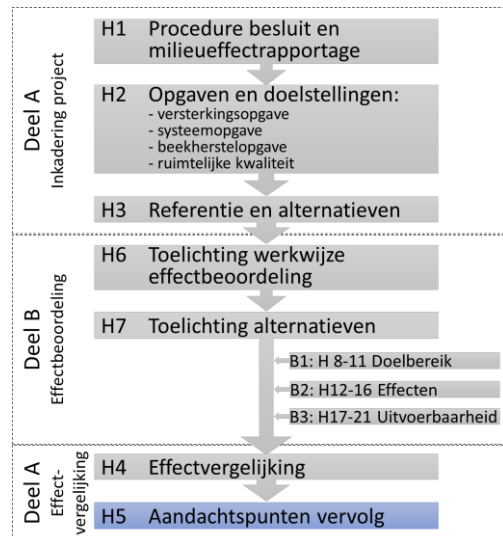 Deel A
Inkadering project
H1 Procedure besluit en
milieueffectrapportage
H2 Opgaven en doelstellingen:
- versterkingsopgave
- systeemopgave
- beekherstelopgave
- ruimtelijke kwaliteit
H3 Referentie en alternatieven
Deel B
Effectbeoordeling
H6 Toelichting werkwijze
effectbeoordeling
H7 Toelichting alternatieven
B1: H 8-11 Doelbereik
B2: H12-16 Effecten
B3: H17-21 Uitvoerbaarheid
Deel A
Effect-
vergelijking
H4 Effectvergelijking
H5 Aandachtspunten vervolg